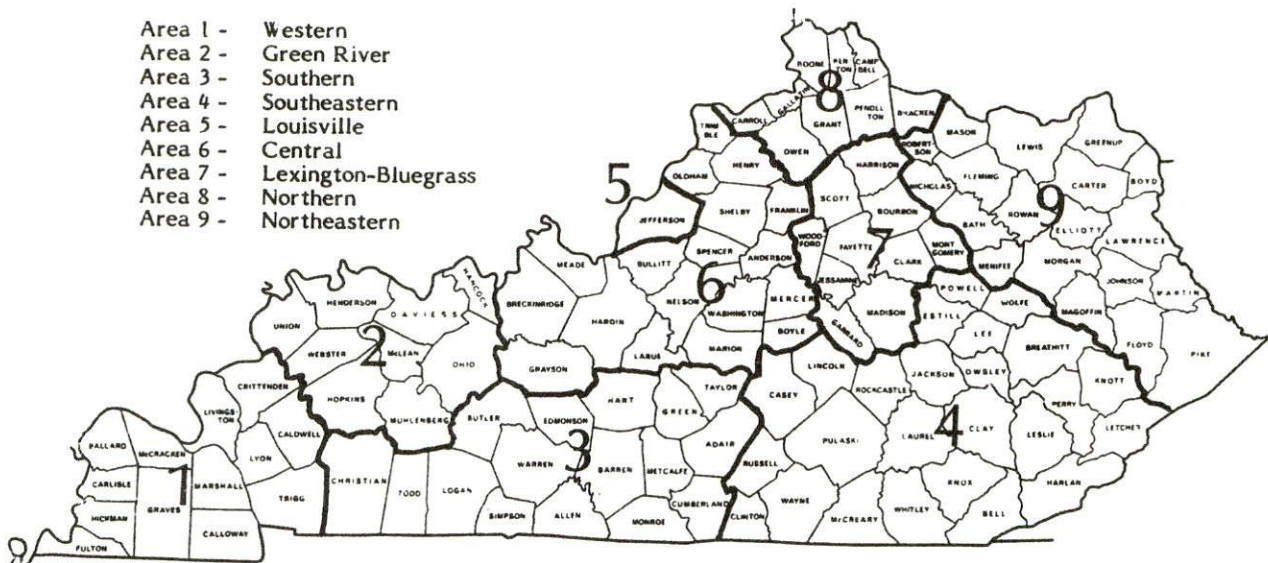 Area 1 - Western
Area 2 - Green River
Area 3 - Southern
Area 4 - Southeastern
Area 5 - Louisville
Area 6 - Central
Area 7 - Lexington-Bluegrass
Area 8 - Northern
Area 9 - Northeastern
BOONE
CAMP BELL
8
GALLATIN
GRANT
PENDLETON
BRACKEN
TRIMBLE
CARROLL
OWEN
MASON
ROBERTSON
LEWIS
GREENUP
HENRY
HARRISON
OLDHAM
5
NICHOLAS
FLEMING
CARTER
BOYD
SHELBY
FRANKLIN
SCOTT
BOURBON
9
ROWAN
JEFFERSON
BATH
ELLIOTT
LAWRENCE
WOODFORD
FAYETTE
7
MONTGOMERY
SPENCER
ANDERSON
CLARK
MENIFEE
MORGAN
MEADE
BULLITT
JESSAMINE
JOHNSON
MARTIN
HANCOCK
HENDERSON
BRECKINRIDGE
6
NELSON
MERCER
POWELL
WOLFE
MAGOFFIN
DAVIESS
HARDIN
WASHINGTON
MADISON
ESTILL
UNION
BOYLE
GARRARD
LEE
BREATHITT
FLOYD
PIKE
2
WEBSTER
McLEAN
OHIO
LARUE
MARION
GRAYSON
LINCOLN
JACKSON
OWSLEY
KNOTT
CRITTENDEN
HOPKINS
HART
TAYLOR
CASEY
ROCKCASTLE
PERRY
LIVINGSTON
MUHLENBERG
BUTLER
EDMONSON
GREEN
4
CLAY
LETCHER
CALDWELL
ADAIR
PULASKI
LAUREL
LESLIE
BALLARD
McCRACKEN
LYON
WARREN
3
BARREN
METCALFE
RUSSELL
CARLISLE
1
MARSHALL
TRIGG
CHRISTIAN
TODD
LOGAN
KNOX
HARLAN
HICKMAN
GRAVES
CUMBERLAND
WAYNE
WHITLEY
BELL
CALLOWAY
SIMPSON
ALLEN
MONROE
CLINTON
McCREARY
FULTON